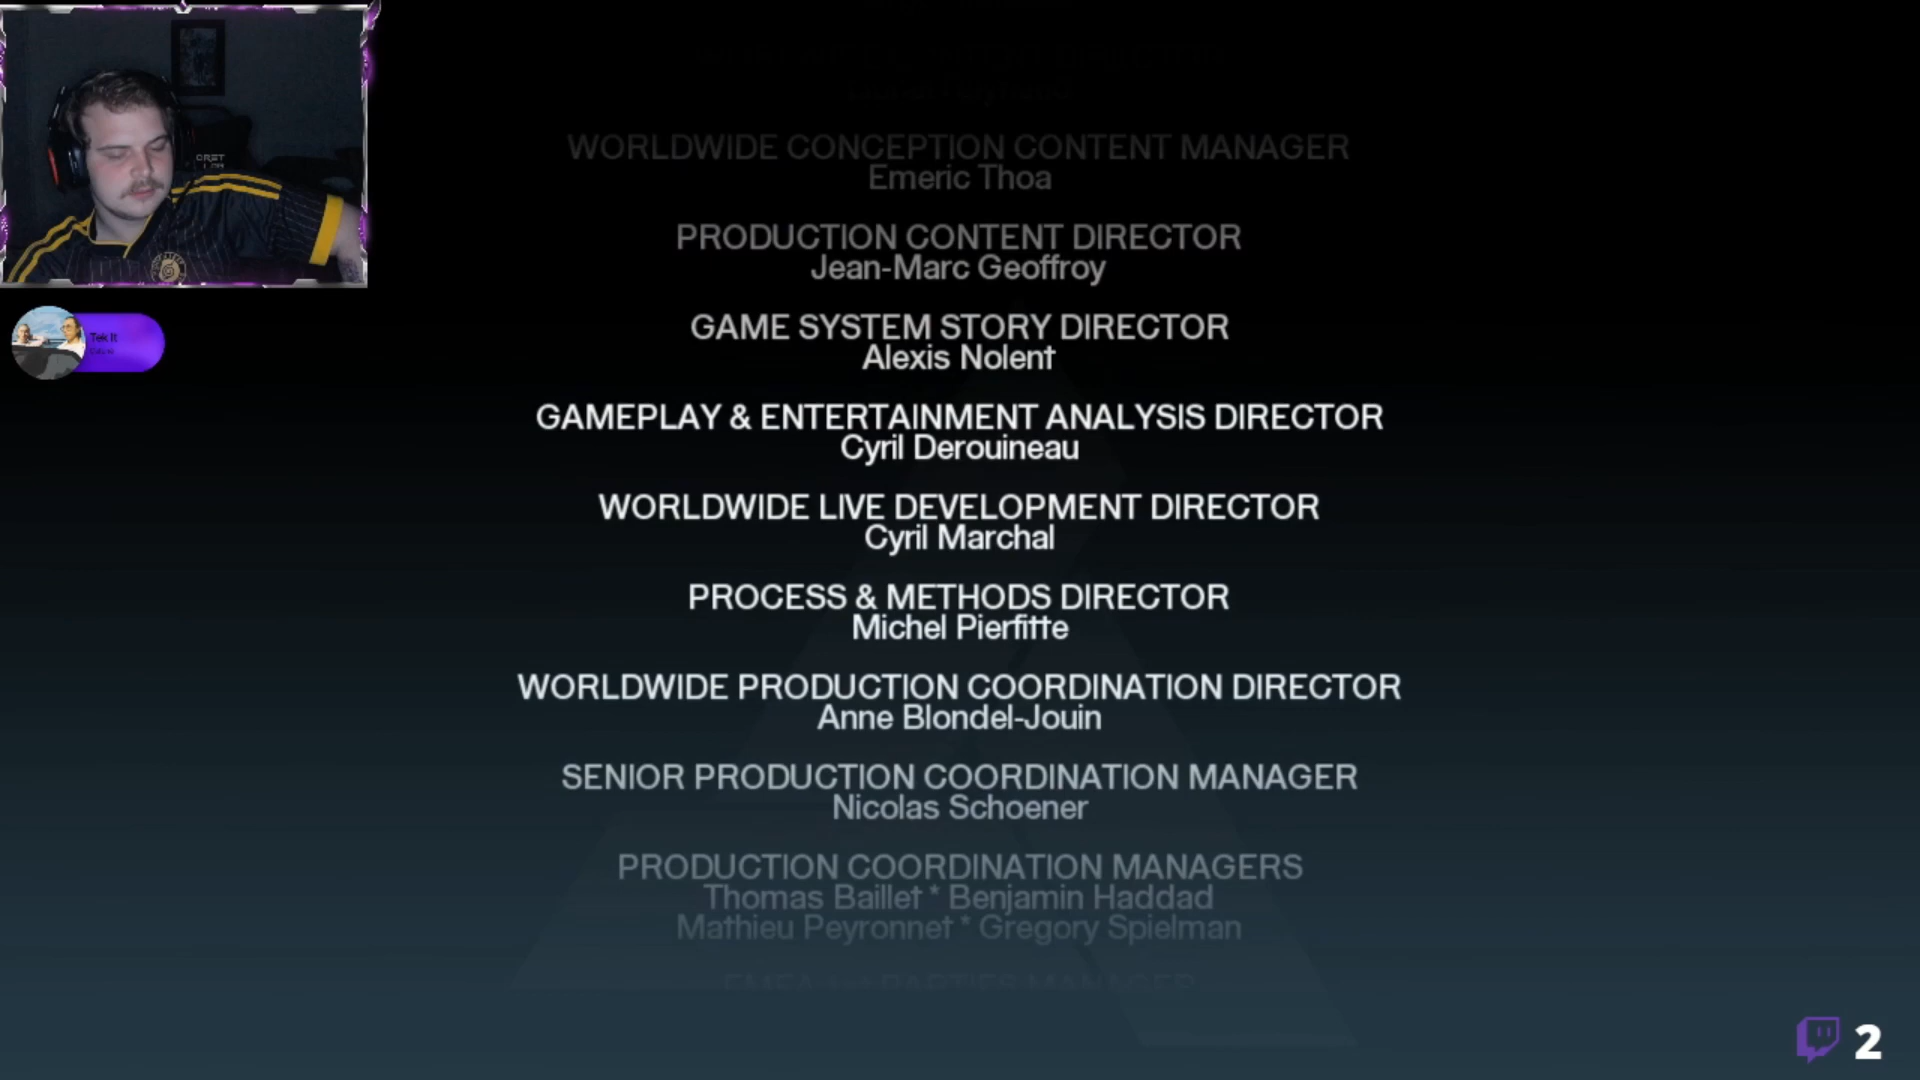 WORLDWIDE CONCEPTION CONTENT MANAGER
Emeric Thoa
PRODUCTION CONTENT DIRECTOR
Jean-Marc Geoffroy
GAME SYSTEM STORY DIRECTOR
Alexis Nolent
GAMEPLAY & ENTERTAINMENT ANALYSIS DIRECTOR
Cyril Derouineau
WORLDWIDE LIVE DEVELOPMENT DIRECTOR
Cyril Marchal
PROCESS & METHODS DIRECTOR
Michel Pierfitte
WORLDWIDE PRODUCTION COORDINATION DIRECTOR
Anne Blondel-Jouin
SENIOR PRODUCTION COORDINATION MANAGER
Nicolas Schoener
PRODUCTION COORDINATION MANAGERS
Thomas Baillet * Benjamin Haddad
Mathieu Peyronnet * Gregory Spielman
Tek It
2